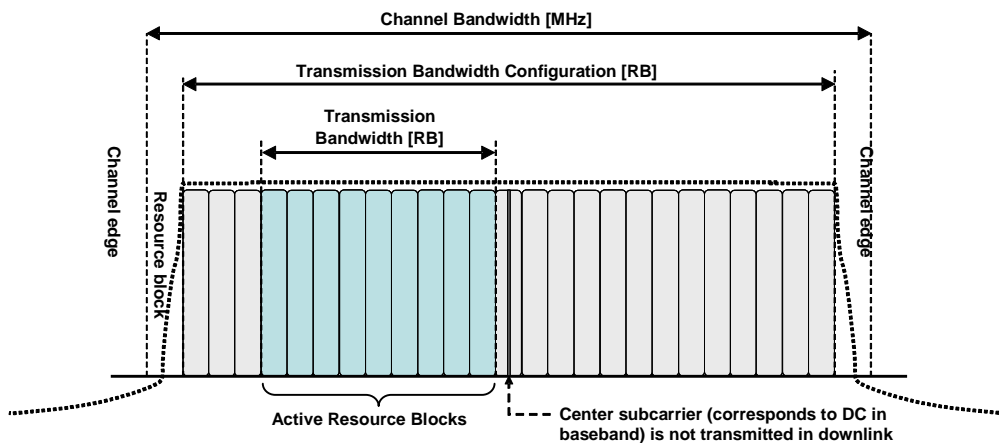 Channel Bandwidth [MHz]
Transmission Bandwidth Configuration [RB]
Transmission
Bandwidth [RB]
Channel edge
Resource block
Channel edge
Active Resource Blocks
Center subcarrier (corresponds to DC in
baseband) is not transmitted in downlink